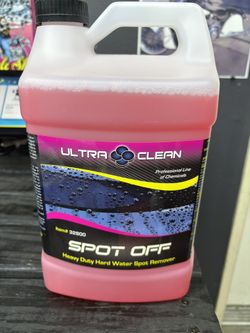 ULTRA CLEAN
Professional Line
of Chemicals
Item# 32800
SPOT OFF
Heavy Duty Hard Water Spot Remover